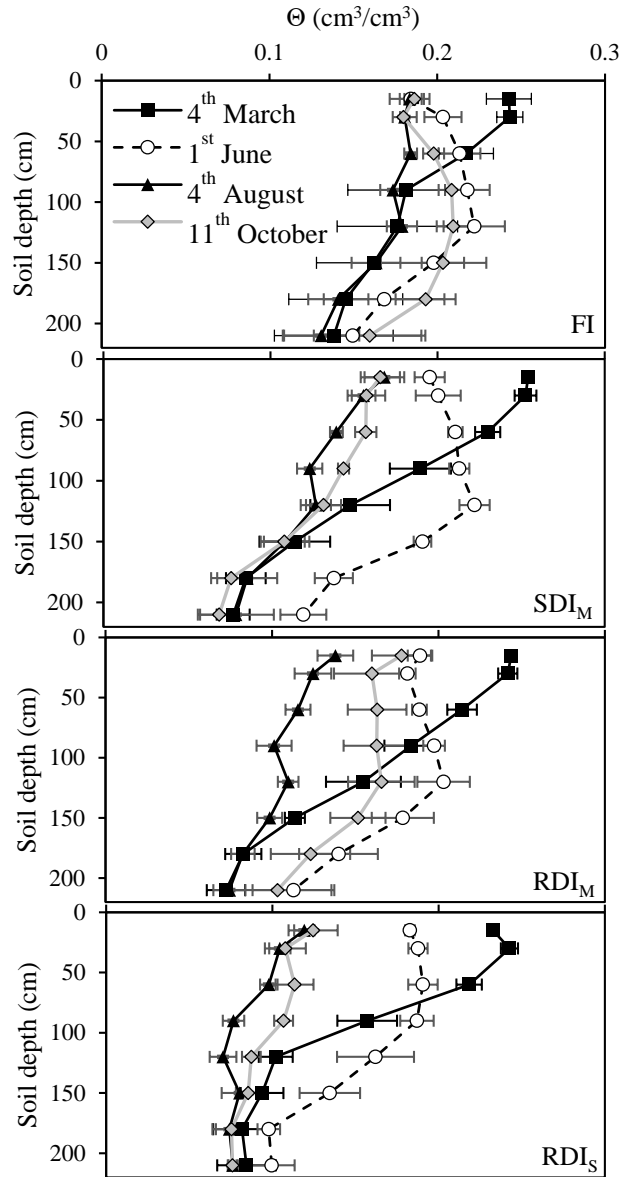 Θ (cm³/cm³)
0 0.1 0.2 0.3
0
50
100
150
200
Soil depth (cm)
4th March
1st June
4th August
11th October
FI
0
50
100
150
200
Soil depth (cm)
SDIM
0
50
100
150
200
Soil depth (cm)
RDIM
0
50
100
150
200
Soil depth (cm)
RDIS